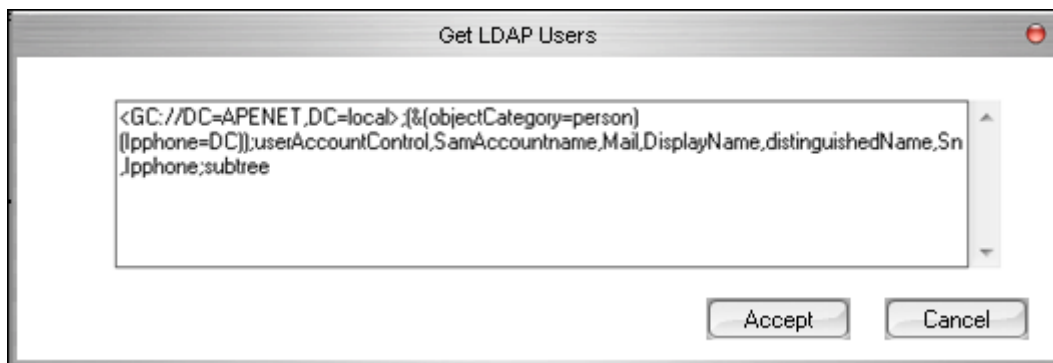 Get LDAP Users
<GC://DC=APENET,DC=local>;(&(objectCategory=person)
(Ipphone=DC));userAccountControl,SamAccountname,Mail,DisplayName,distinguishedName,Sn
,Ipphone;subtree
Accept Cancel